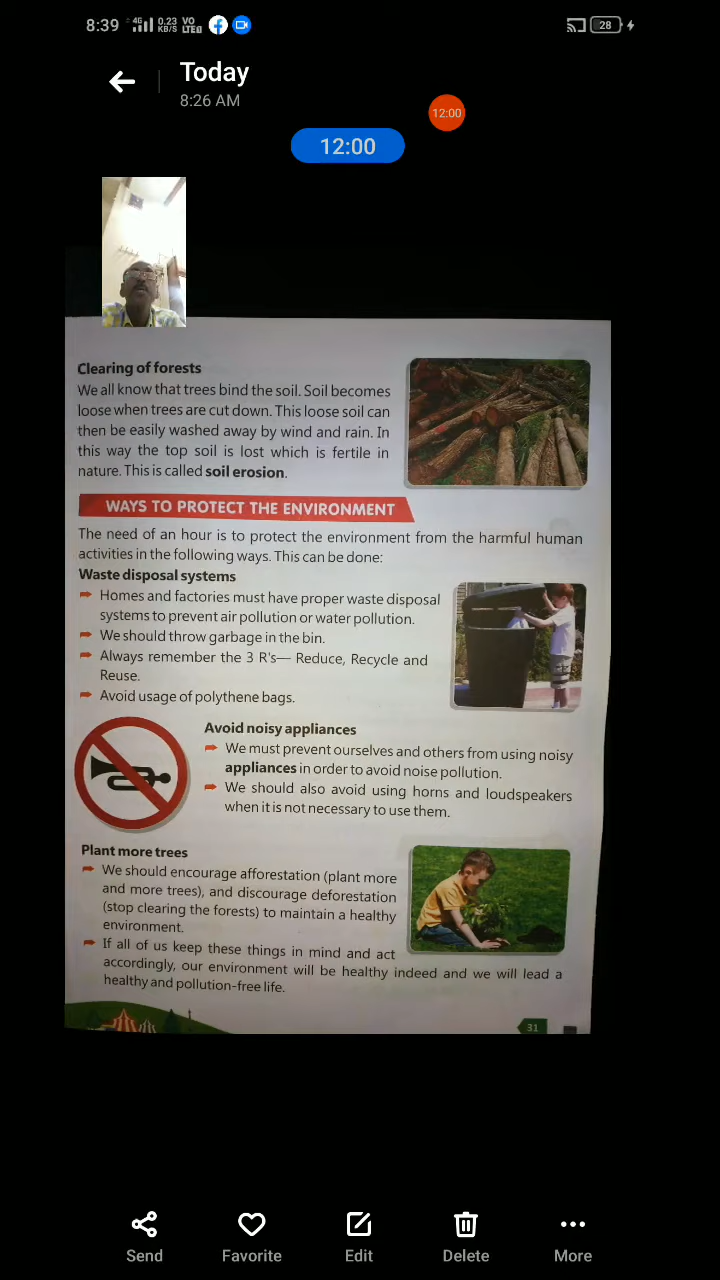 8:39 4G 0.23 KB/S VO LTE 28
Today
8:26 AM
12:00
12:00
Clearing of forests
We all know that trees bind the soil. Soil becomes
loose when trees are cut down. This loose soil can
then be easily washed away by wind and rain. In
this way the top soil is lost which is fertile in
nature. This is called soil erosion.
WAYS TO PROTECT THE ENVIRONMENT
The need of an hour is to protect the environment from the harmful human
activities in the following ways. This can be done:
Waste disposal systems
Homes and factories must have proper waste disposal
systems to prevent air pollution or water pollution.
We should throw garbage in the bin.
Always remember the 3 R's— Reduce, Recycle and
Reuse.
Avoid usage of polythene bags.
Avoid noisy appliances
We must prevent ourselves and others from using noisy
appliances in order to avoid noise pollution.
We should also avoid using horns and loudspeakers
when it is not necessary to use them.
Plant more trees
We should encourage afforestation (plant more
and more trees), and discourage deforestation
(stop clearing the forests) to maintain a healthy
environment.
If all of us keep these things in mind and act
accordingly, our environment will be healthy indeed and we will lead a
healthy and pollution-free life.
31
Send Favorite Edit Delete More